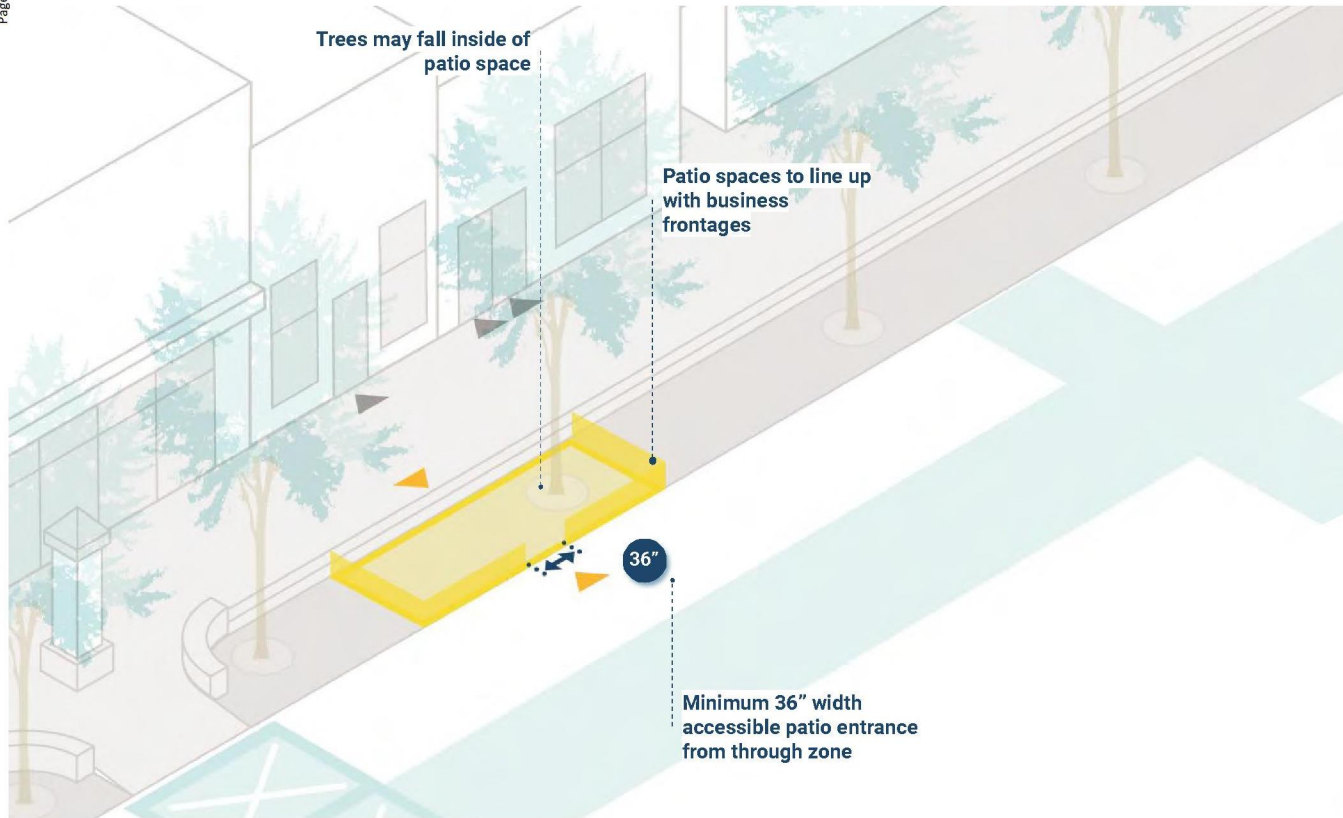 Page
Trees may fall inside of
patio space
Patio spaces to line up
with business
frontages
36”
Minimum 36” width
accessible patio entrance
from through zone